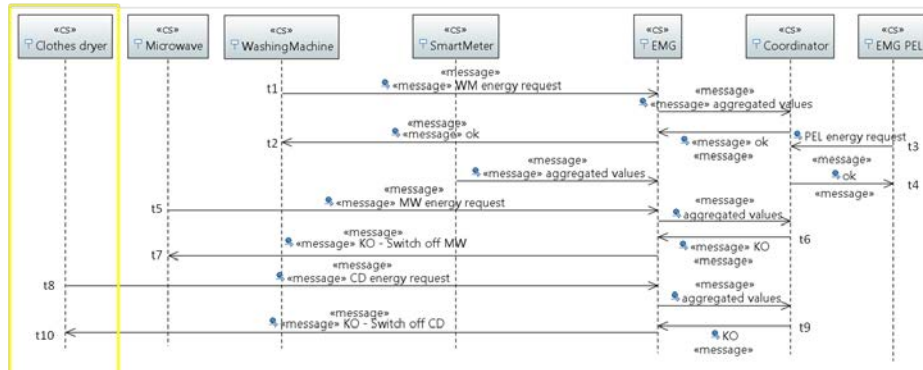 «cs» «cs» «cs» «cs» «cs» «cs» «cs»
Clothes dryer Microwave WashingMachine SmartMeter EMG Coordinator EMG PEL
«message»
t1 «message» WM energy request
«message»
«message» aggregated values
«message»
t2 «message» ok
«message» ok
«message»
PEL energy request t3
«message»
«message» aggregated values
ok t4
«message»
t5 «message»
«message» MW energy request
«message»
aggregated values
«message»
t7 «message» KO - Switch off MW
t6
«message» KO
«message»
t8 «message»
«message» CD energy request
«message»
aggregated values
«message»
t10 «message» KO - Switch off CD
t9
KO
«message»